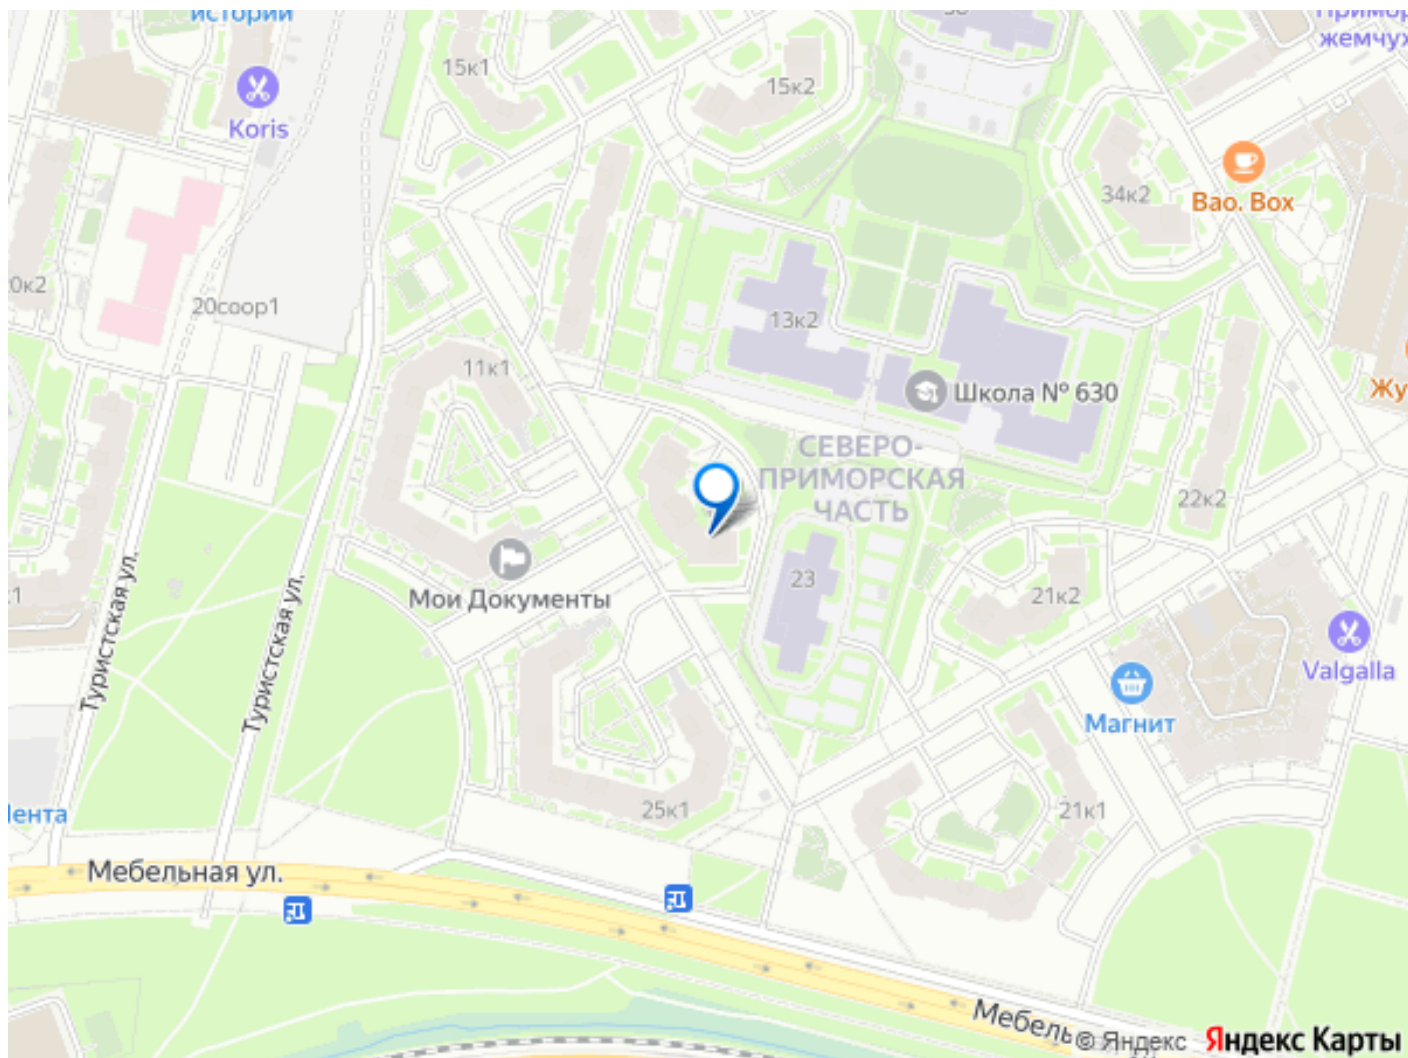 истории
Koris
15к1
15к2
жемчуж
34к2
Bao. Box
0к2
20соор1
13к2
11к1
Школа № 630
Жу
СЕВЕРО-
ПРИМОРСКАЯ
ЧАСТЬ
22к2
Мои Документы
23
21к2
:1
Туристская ул.
Туристская ул.
Valgalla
Магнит
25к1
21к1
Лента
Мебельная ул.
Мебель
© Яндекс Яндекс Карты